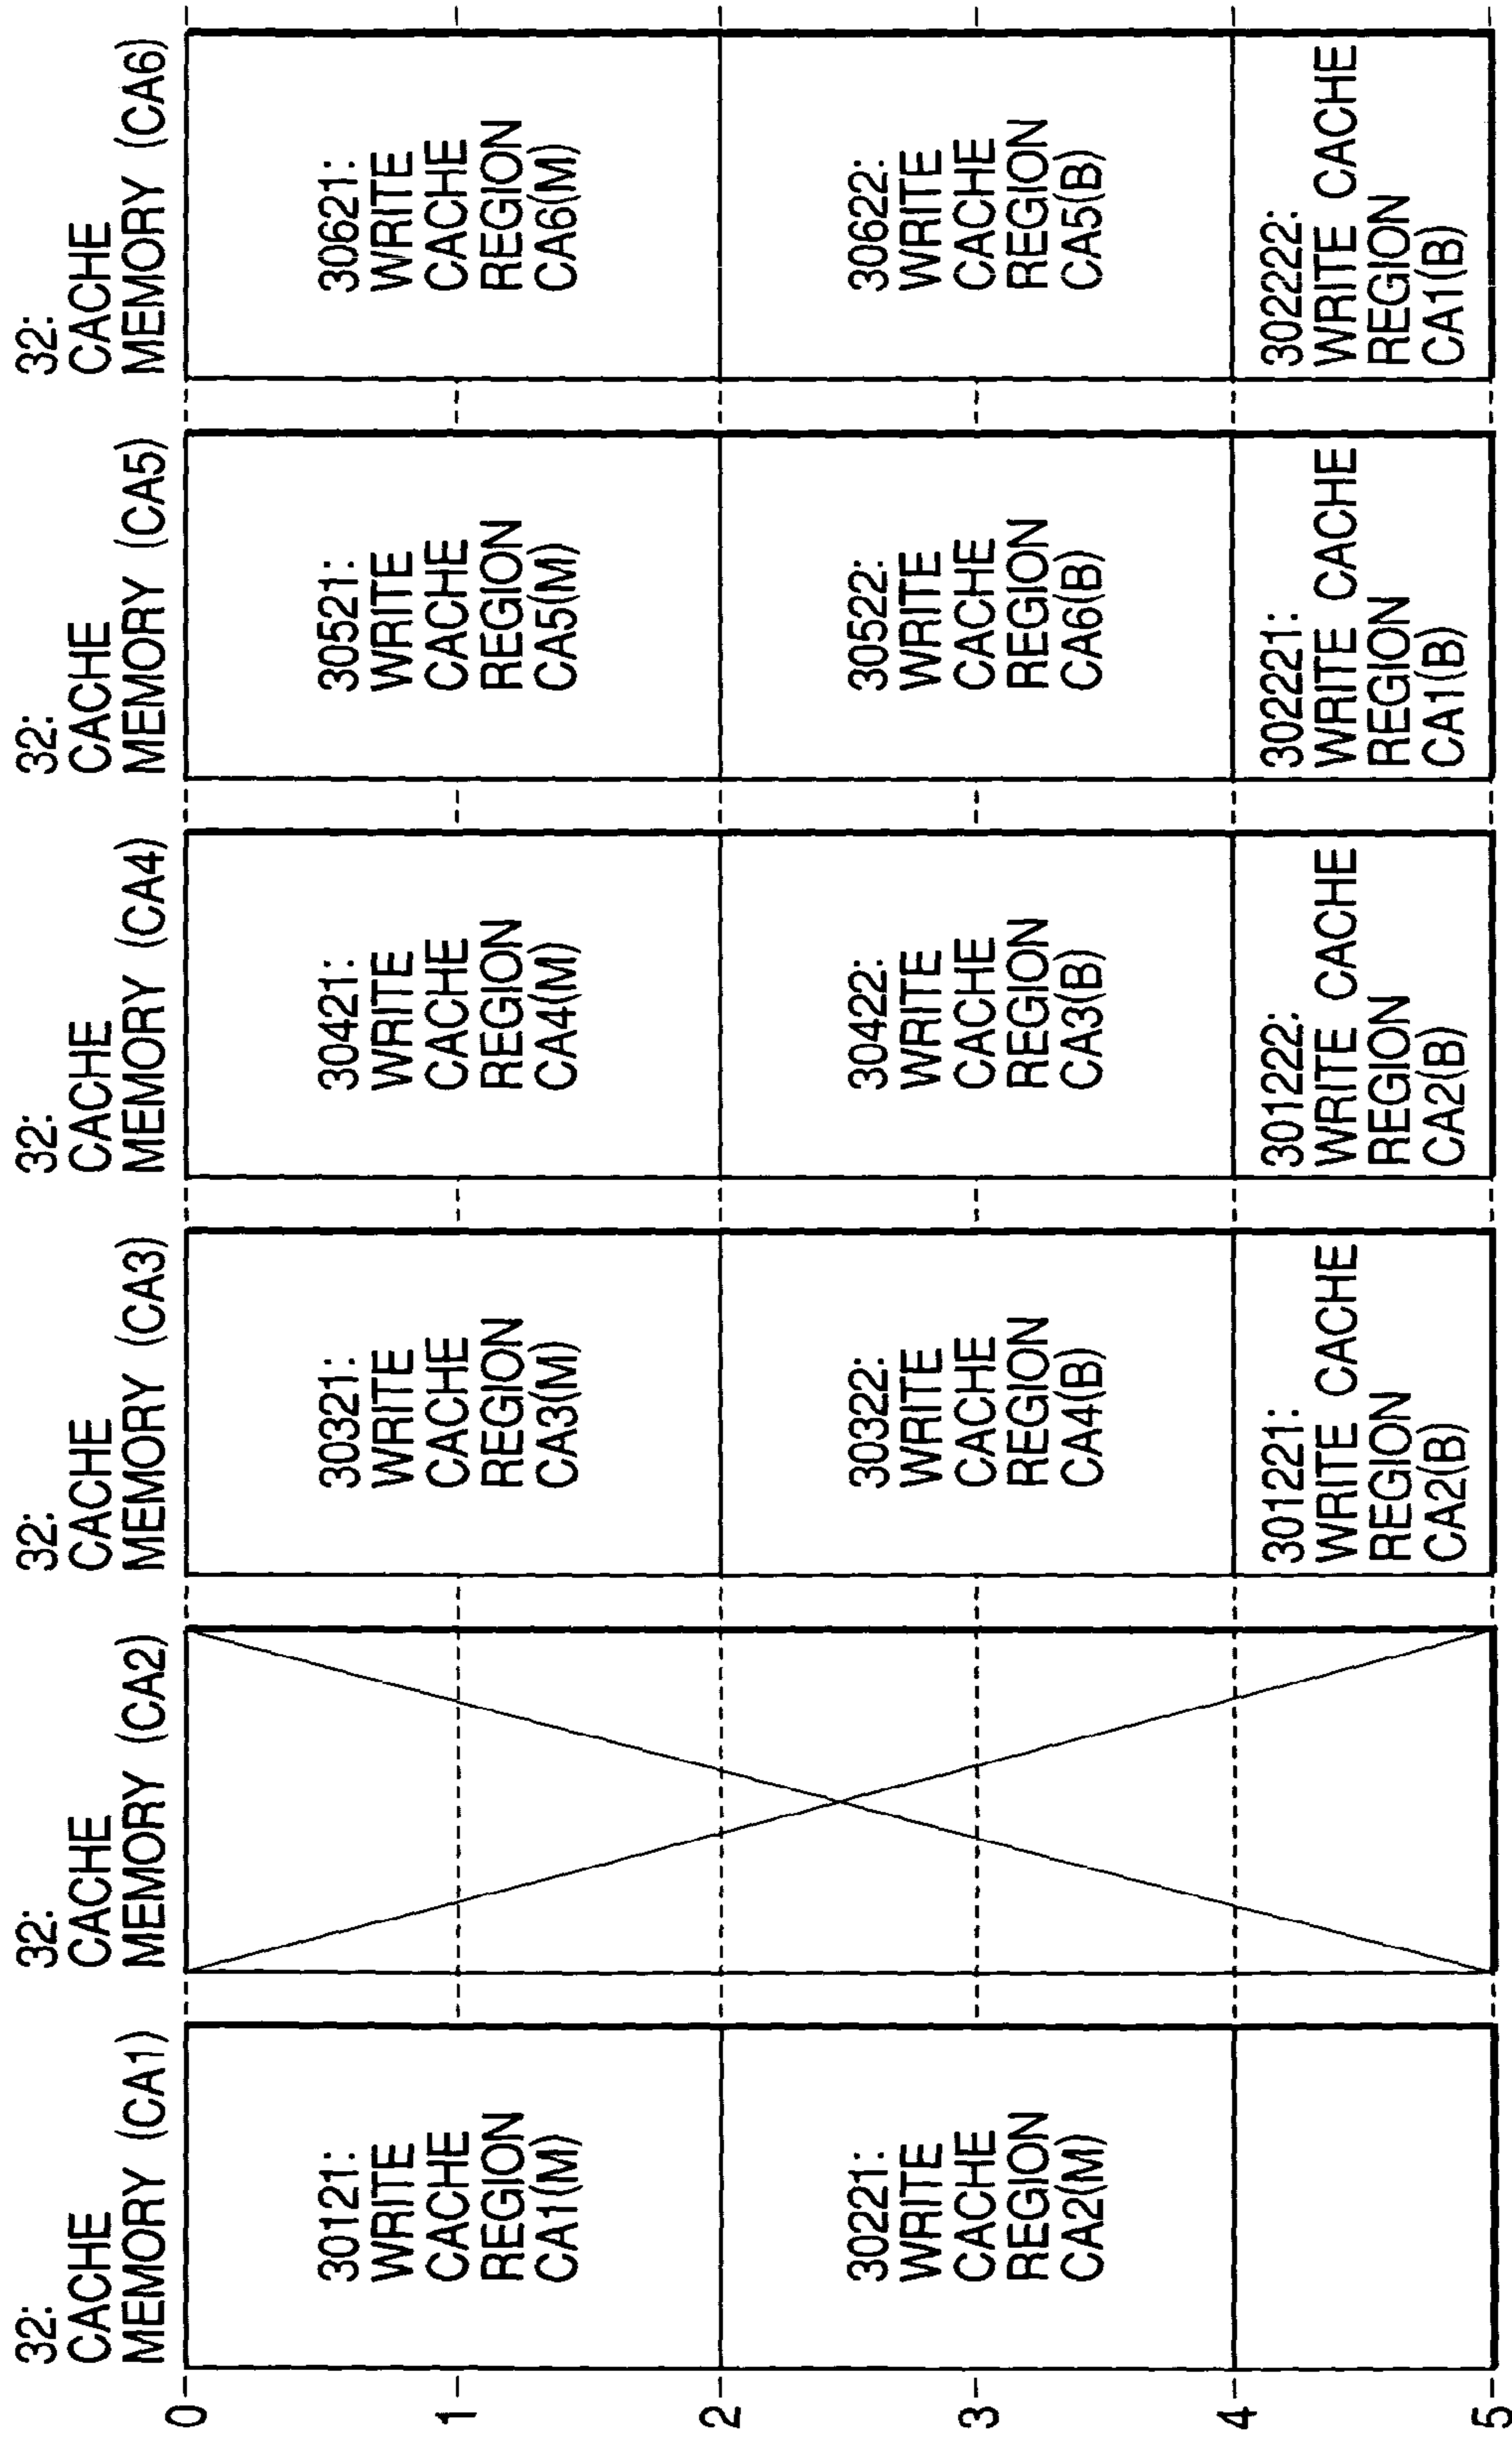 32:
CACHE
MEMORY (CA1)
32:
CACHE
MEMORY (CA2)
32:
CACHE
MEMORY (CA3)
32:
CACHE
MEMORY (CA4)
32:
CACHE
MEMORY (CA5)
32:
CACHE
MEMORY (CA6)
0
1
2
3
4
5
30121:
WRITE
CACHE
REGION
CA1(M)
30221:
WRITE
CACHE
REGION
CA2(M)
30321:
WRITE
CACHE
REGION
CA3(M)
30322:
WRITE
CACHE
REGION
CA4(B)
301221:
WRITE CACHE
REGION
CA2(B)
30421:
WRITE
CACHE
REGION
CA4(M)
30422:
WRITE
CACHE
REGION
CA3(B)
301222:
WRITE CACHE
REGION
CA2(B)
30521:
WRITE
CACHE
REGION
CA5(M)
30522:
WRITE
CACHE
REGION
CA6(B)
302221:
WRITE CACHE
REGION
CA1(B)
30621:
WRITE
CACHE
REGION
CA6(M)
30622:
WRITE
CACHE
REGION
CA5(B)
302222:
WRITE CACHE
REGION
CA1(B)